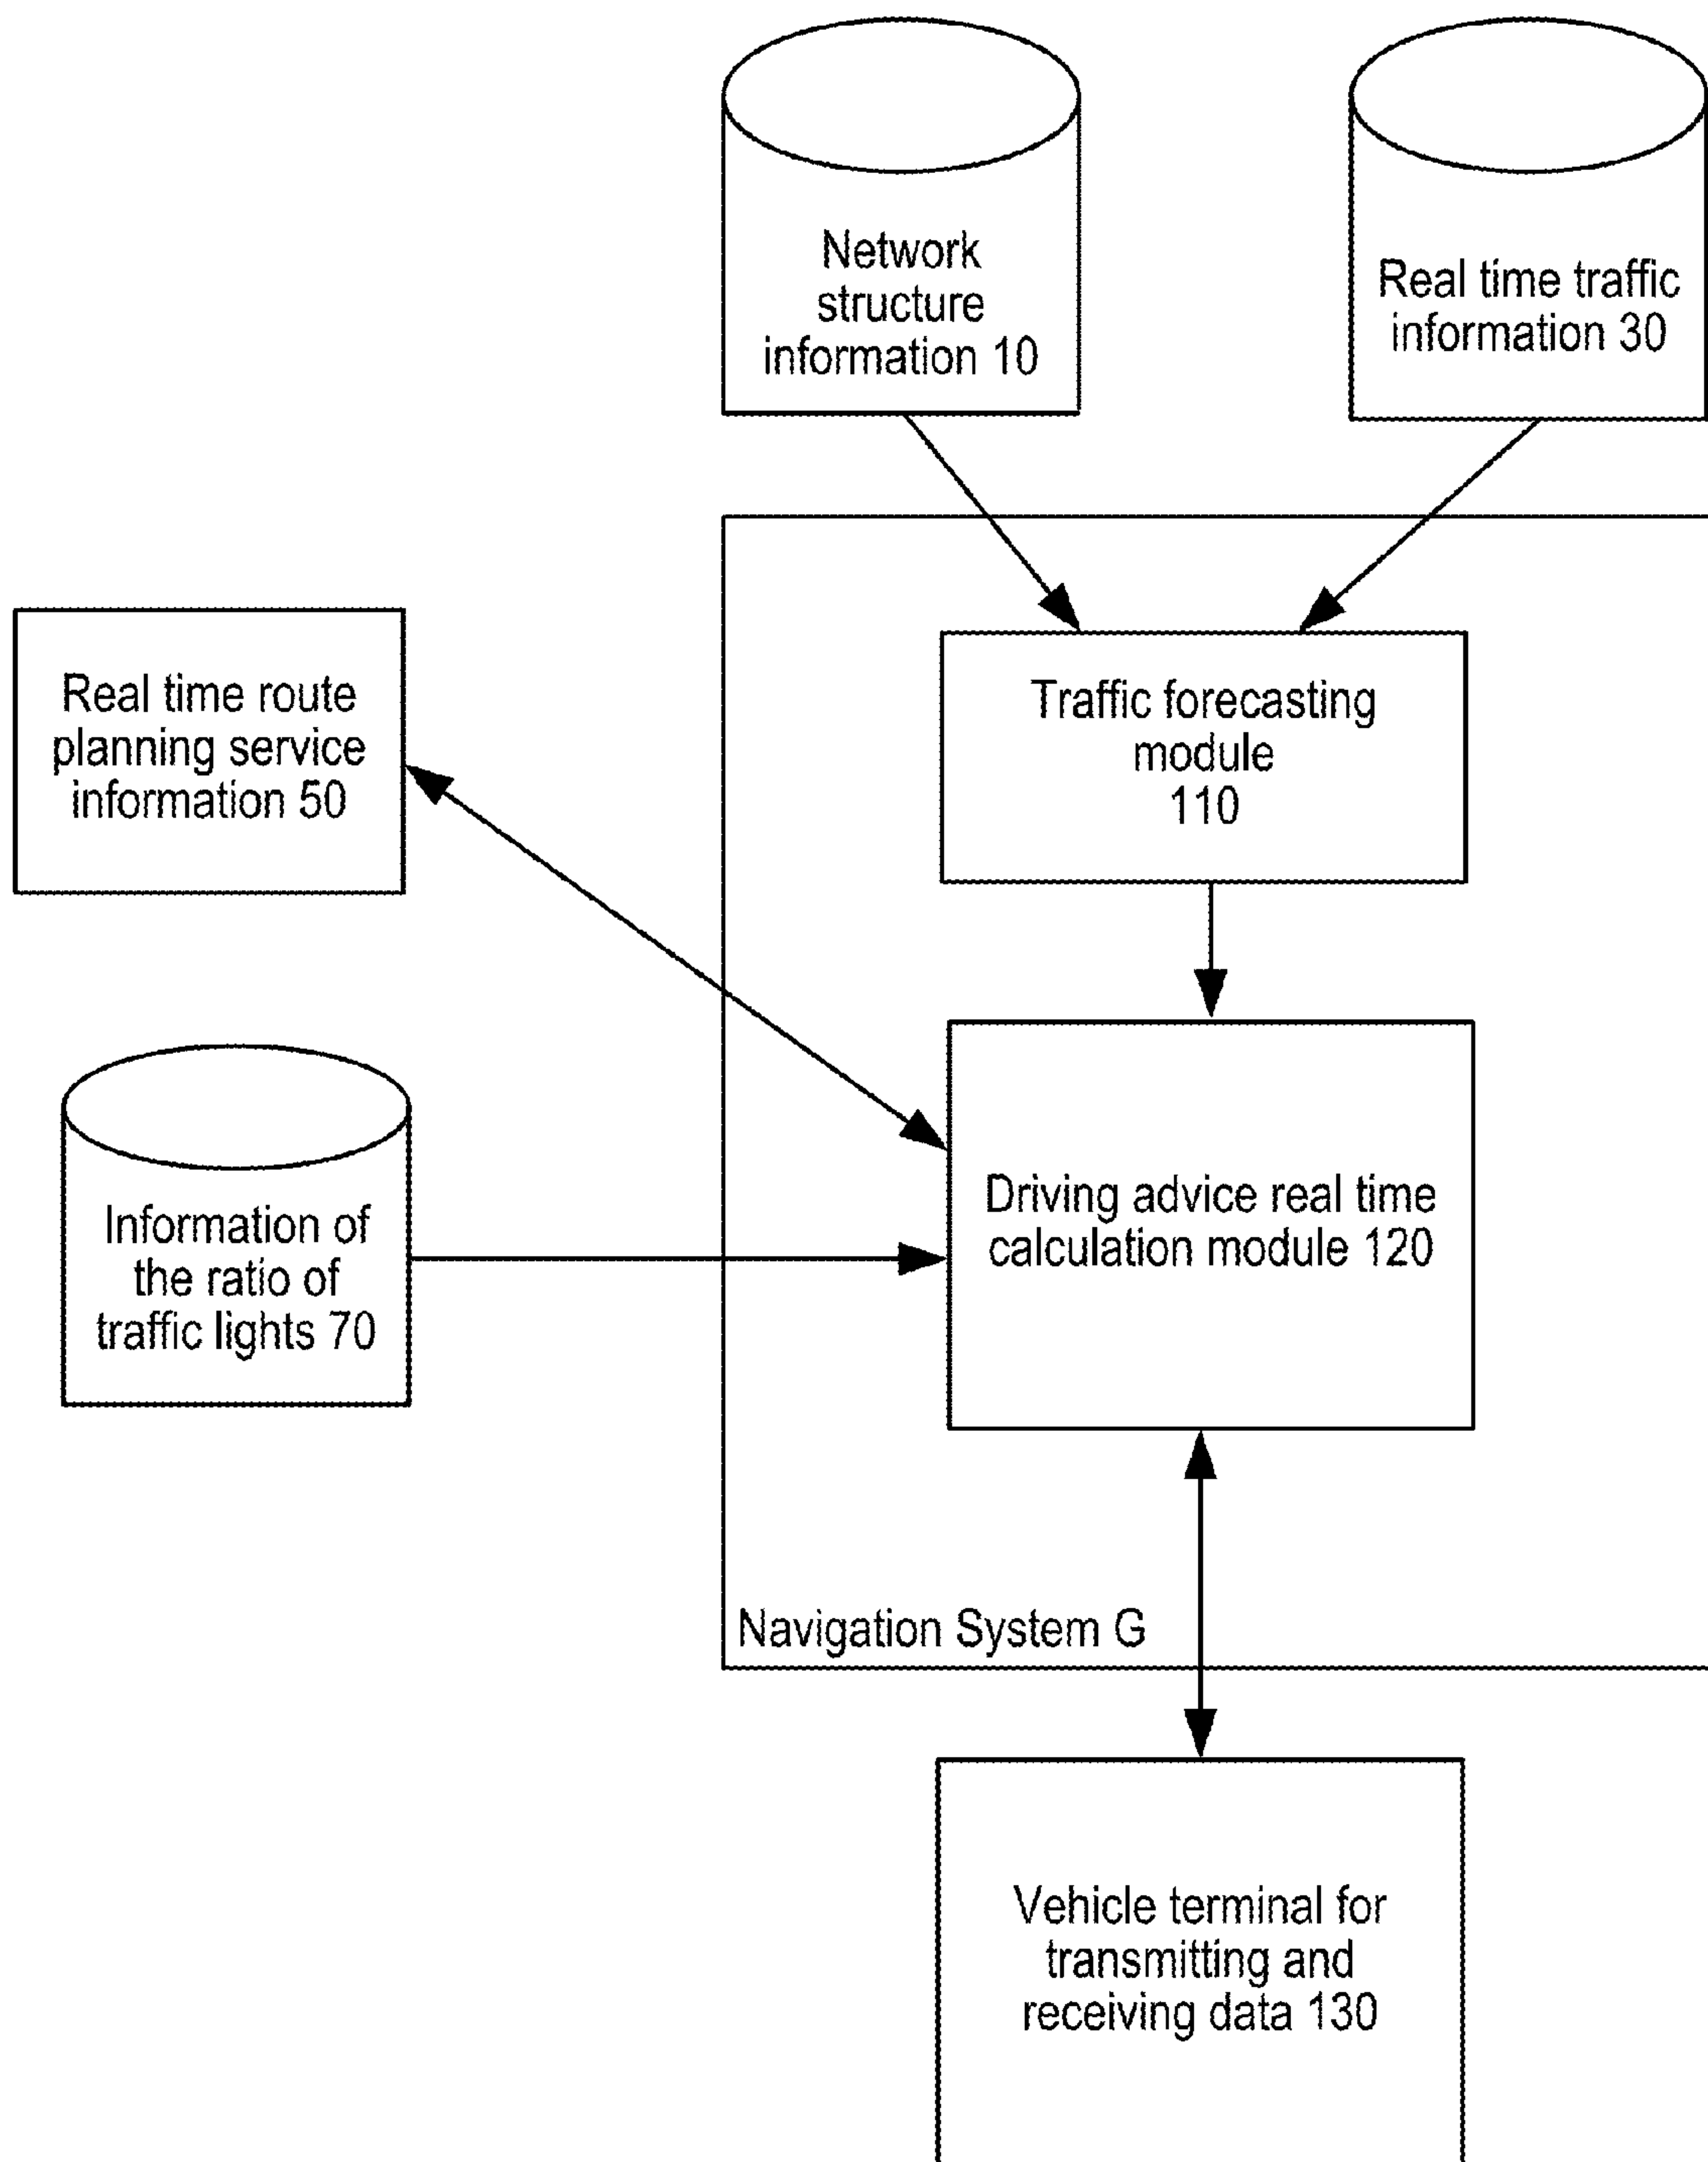 Network
structure
information 10
Real time traffic
information 30
Real time route
planning service
information 50
Traffic forecasting
module
110
Information of
the ratio of
traffic lights 70
Driving advice real time
calculation module 120
Navigation System G
Vehicle terminal for
transmitting and
receiving data 130